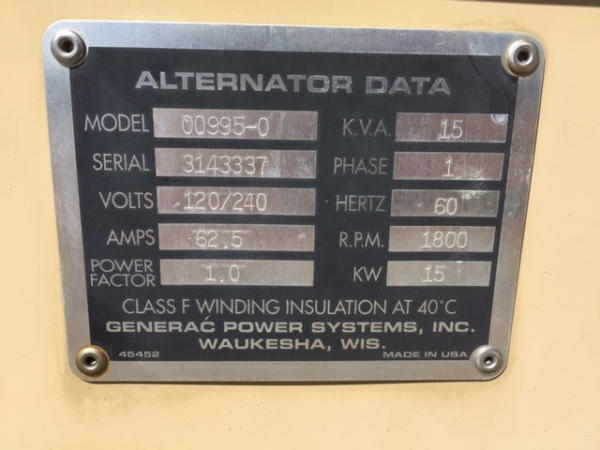 ALTERNATOR DATA
MODEL 00995-0 K.V.A. 15
SERIAL 3143337 PHASE 1
VOLTS 120/240 HERTZ 60
AMPS 62.5 R.P.M. 1800
POWER FACTOR 1.0 KW 15
CLASS F WINDING INSULATION AT 40°C
GENERAC POWER SYSTEMS, INC.
WAUKESHA, WIS.
45452 MADE IN USA